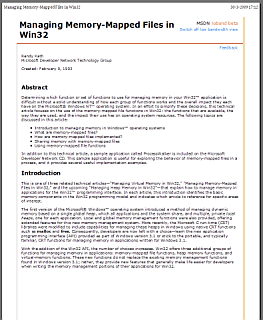 Managing Memory-Mapped Files in Win32
30-3-2009 17:22
Managing Memory-Mapped Files in
Win32
MSDN tabard beta
Switch off low bandwidth view
Feedback
Randy Kath
Microsoft Developer Network Technology Group
Created: February 9, 1993
Abstract
Determining which function or set of functions to use for managing memory in your Win32™ application is
difficult without a solid understanding of how each group of functions works and the overall impact they each
have on the Microsoft® Windows NT™ operating system. In an effort to simplify these decisions, this technical
article focuses on the use of the memory-mapped file functions in Win32: the functions that are available, the
way they are used, and the impact their use has on operating system resources. The following topics are
discussed in this article:
Introduction to managing memory in Windows™ operating systems
What are memory-mapped files?
How are memory-mapped files implemented?
Sharing memory with memory-mapped files
Using memory-mapped file functions
In addition to this technical article, a sample application called ProcessWalker is included on the Microsoft
Developer Network CD. This sample application is useful for exploring the behavior of memory-mapped files in a
process, and it provides several useful implementation examples.
Introduction
This is one of three related technical articles—"Managing Virtual Memory in Win32," "Managing Memory-Mapped
Files in Win32," and the upcoming "Managing Heap Memory in Win32"—that explain how to manage memory in
applications for the Win32™ programming interface. In each article, this introduction identifies the basic
memory components in the Win32 programming model and indicates which article to reference for specific areas
of interest.
The first version of the Microsoft® Windows™ operating system introduced a method of managing dynamic
memory based on a single global heap, which all applications and the system share, and multiple, private local
heaps, one for each application. Local and global memory management functions were also provided, offering
extended features for this new memory management system. More recently, the Microsoft C run-time (CRT)
libraries were modified to include capabilities for managing these heaps in Windows using native CRT functions
such as malloc and free. Consequently, developers are now left with a choice—learn the new application
programming interface (API) provided as part of Windows version 3.1 or stick to the portable, and typically
familiar, CRT functions for managing memory in applications written for Windows 3.1.
With the addition of the Win32 API, the number of choices increases. Win32 offers three additional groups of
functions for managing memory in applications: memory-mapped file functions, heap memory functions, and
virtual-memory functions. These new functions do not replace the existing memory management functions
found in Windows version 3.1; rather, they provide new features that generally make life easier for developers
when writing the memory management portions of their applications for Win32.